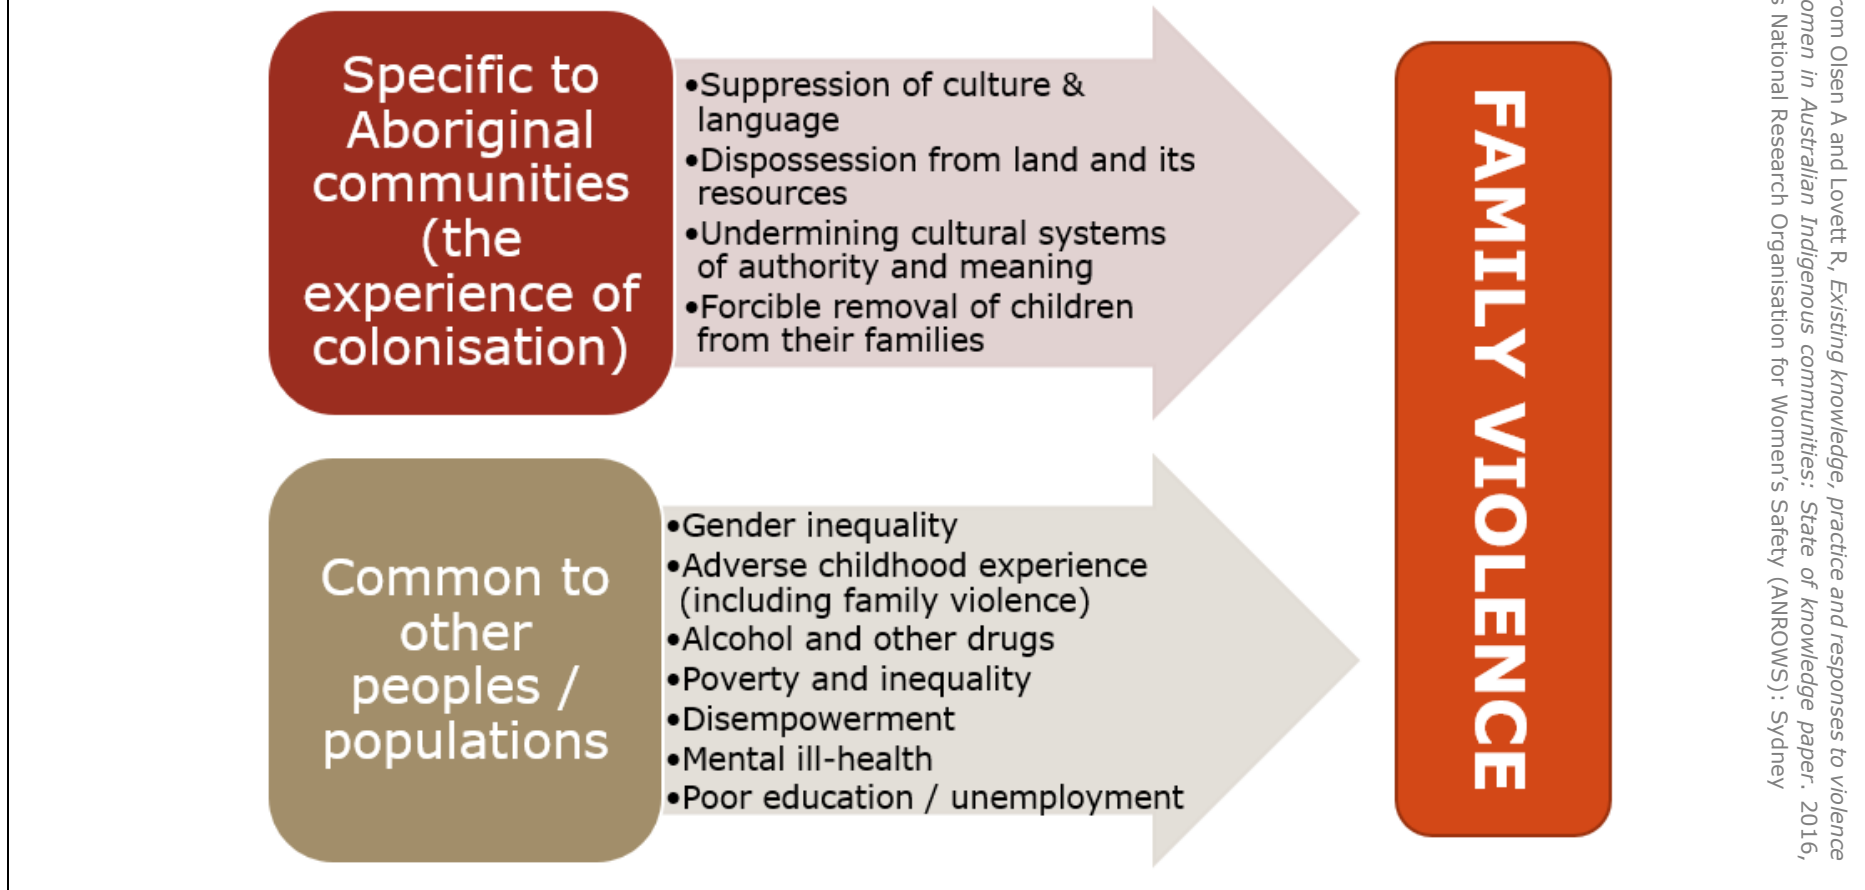 Specific to
Aboriginal
communities
(the
experience of
colonisation)
•Suppression of culture &
language
•Dispossession from land and its
resources
•Undermining cultural systems
of authority and meaning
•Forcible removal of children
from their families
Common to
other
peoples /
populations
•Gender inequality
•Adverse childhood experience
(including family violence)
•Alcohol and other drugs
•Poverty and inequality
•Disempowerment
•Mental ill-health
•Poor education / unemployment
FAMILY VIOLENCE
rom Olsen A and Lovett R, Existing knowledge, practice and responses to violence
omen in Australian Indigenous communities: State of knowledge paper. 2016,
s National Research Organisation for Women’s Safety (ANROWS): Sydney